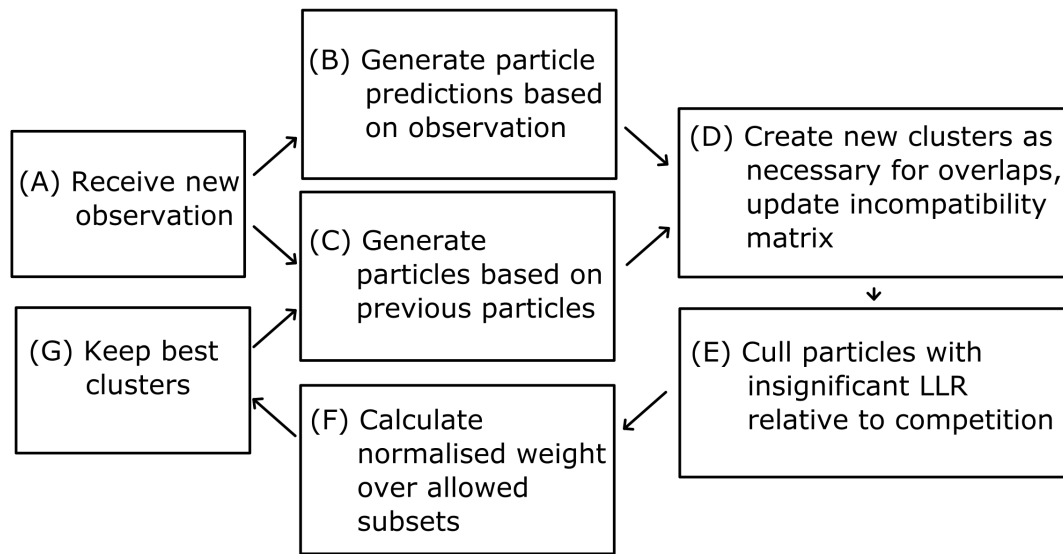 (A) Receive new
observation
(B) Generate particle
predictions based
on observation
(C) Generate
particles based on
previous particles
(D) Create new clusters as
necessary for overlaps,
update incompatibility
matrix
(E) Cull particles with
insignificant LLR
relative to competition
(F) Calculate
normalised weight
over allowed
subsets
(G) Keep best
clusters